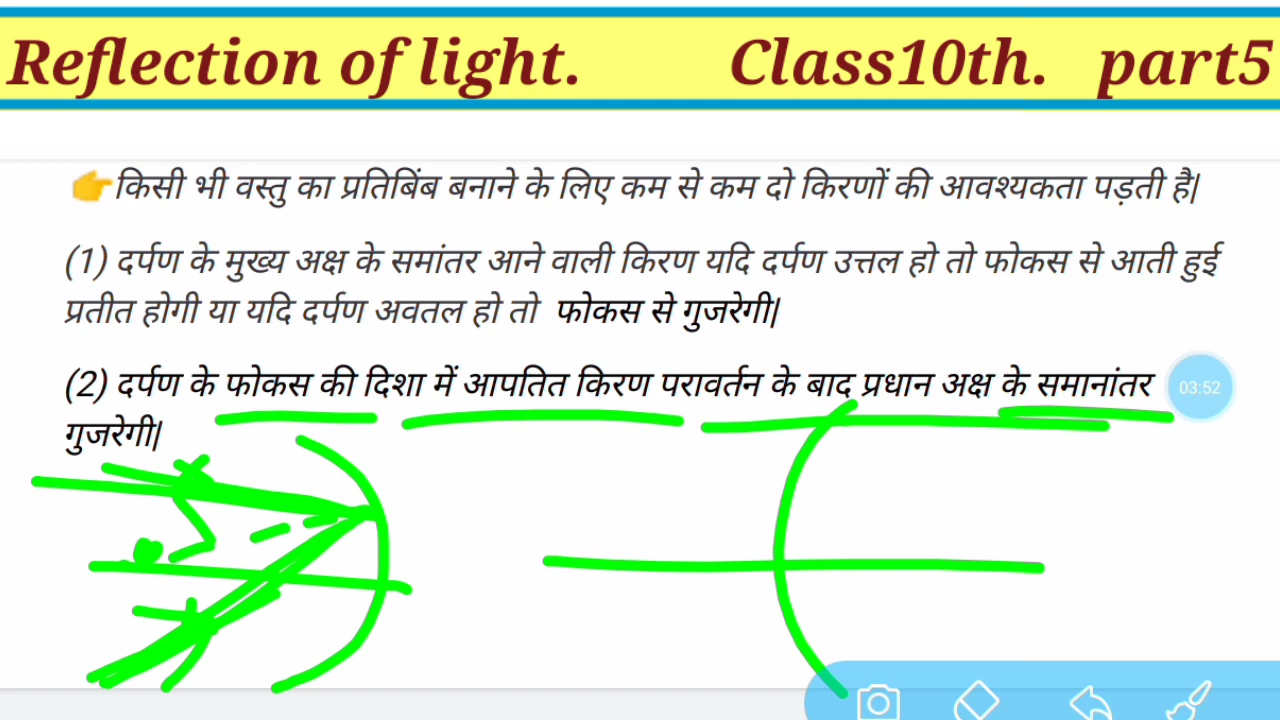 Reflection of light. Class10th. part5
👉किसी भी वस्तु का प्रतिबिंब बनाने के लिए कम से कम दो किरणों की आवश्यकता पड़ती है|
(1) दर्पण के मुख्य अक्ष के समांतर आने वाली किरण यदि दर्पण उत्तल हो तो फोकस से आती हुई
प्रतीत होगी या यदि दर्पण अवतल हो तो फोकस से गुजरेगी|
(2) दर्पण के फोकस की दिशा में आपतित किरण परावर्तन के बाद प्रधान अक्ष के समानांतर
03:52
गुजरेगी|